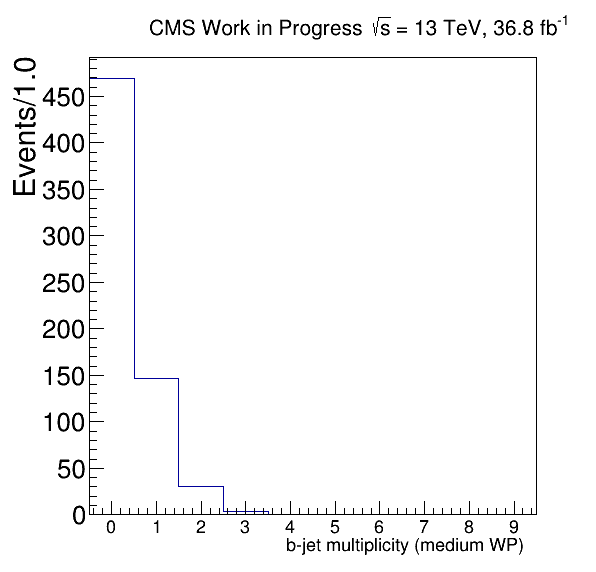 CMS Work in Progress √s = 13 TeV, 36.8 fb⁻¹
Events/1.0
450
400
350
300
250
200
150
100
50
0
0 1 2 3 4 5 6 7 8 9
b-jet multiplicity (medium WP)